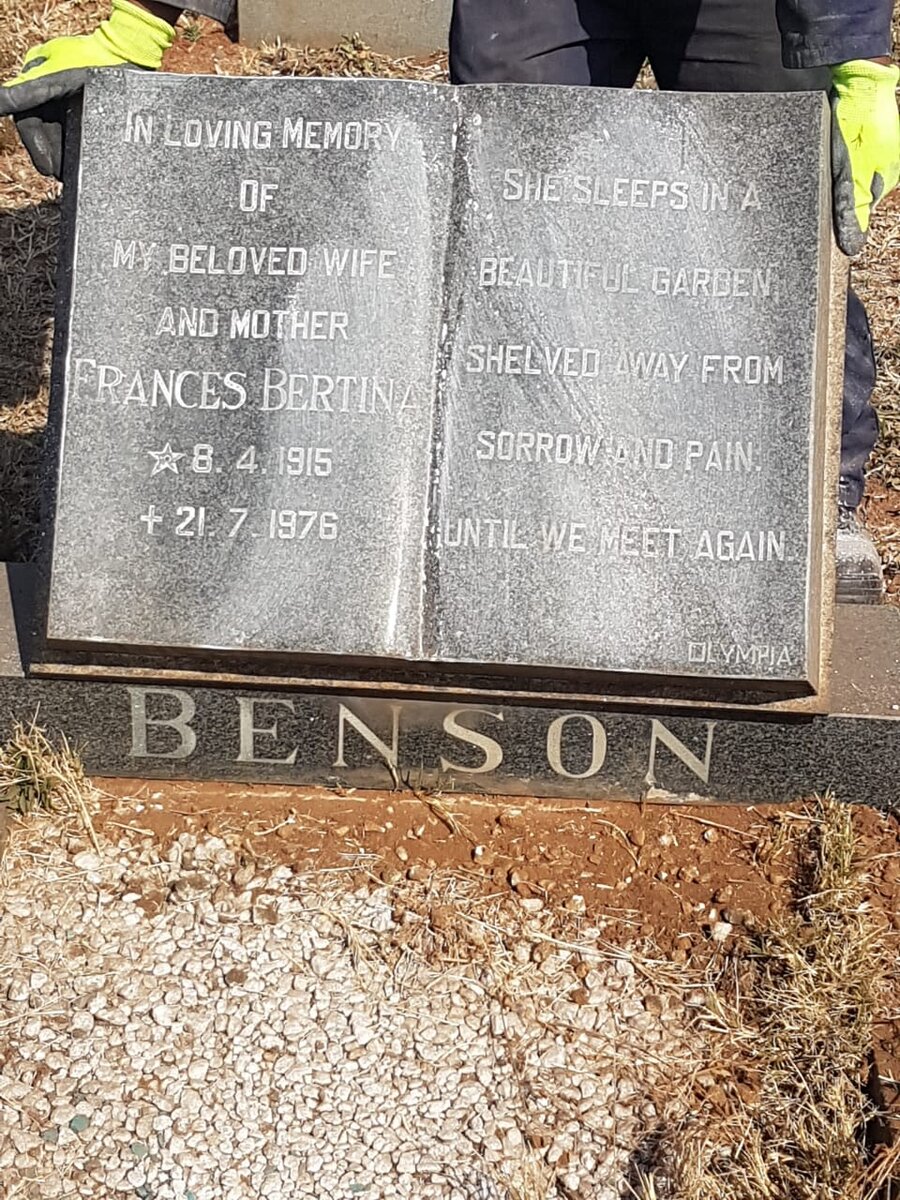 In Loving Memory
Of
My Beloved Wife
and Mother
Frances Bertina
☆ 8. 4. 1915
✝ 21. 7. 1976
She sleeps in a
beautiful garden,
shelved away from
sorrow and pain.
Until we meet again.
Olympia
BENSON